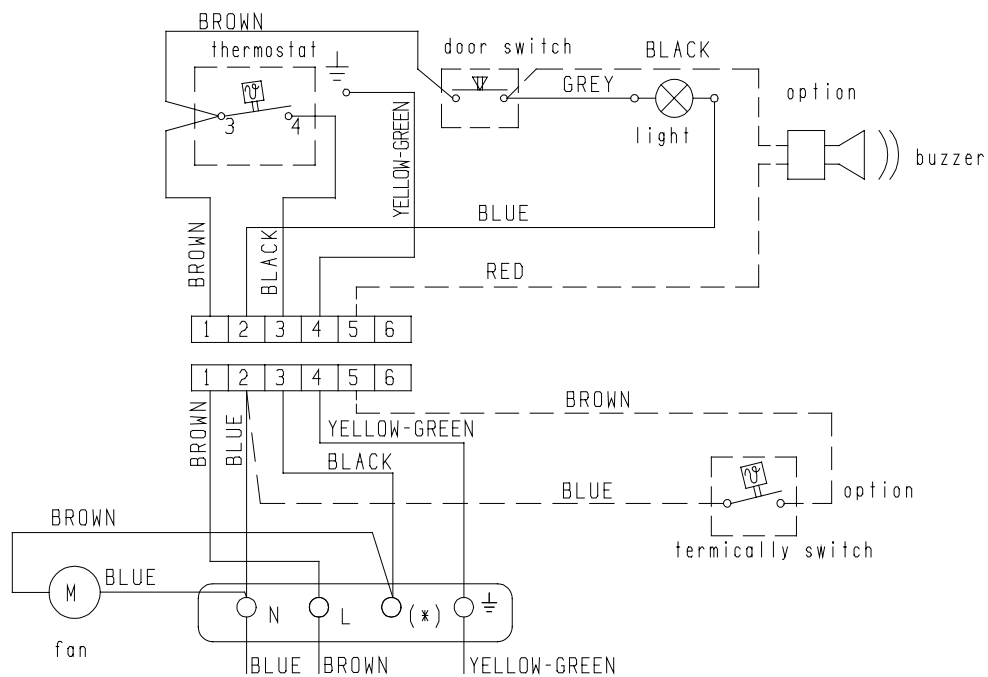 BROWN
thermostat
door switch
BLACK
GREY
option
ϑ
3
4
light
YELLOW-GREEN
buzzer
BLUE
BROWN
BLACK
RED
1 2 3 4 5 6
1 2 3 4 5 6
BROWN
BROWN
BLUE
YELLOW-GREEN
BLACK
ϑ
BLUE
option
BROWN
termically switch
BLUE
M
N L (*)
fan
BLUE BROWN YELLOW-GREEN